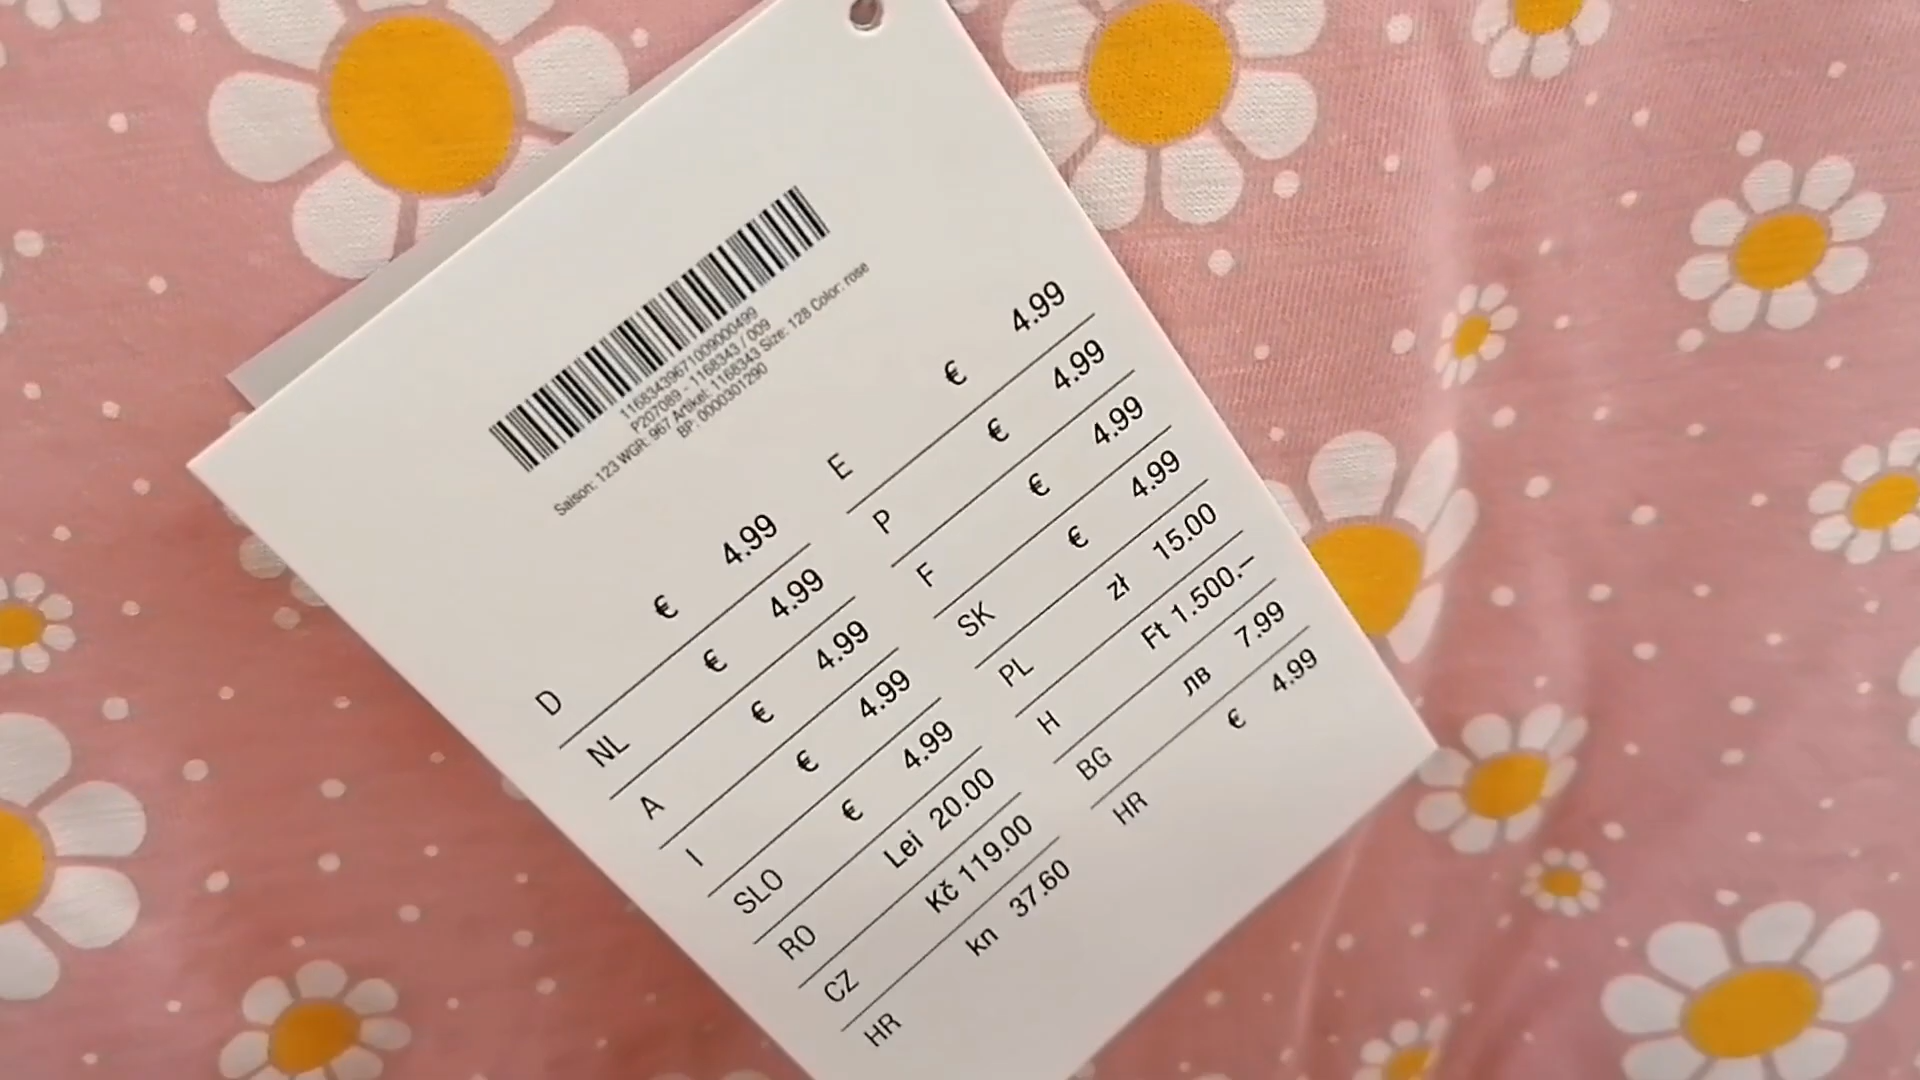 11683439671009000499
P207089 - 1168343 / 009
Saison: 123 WGR: 967 Artikel: 1168343 Size: 128 Color: rose
BP: 0000301290
D € 4.99
NL € 4.99
A € 4.99
I € 4.99
SLO € 4.99
RO Lei 20.00
CZ Kč 119.00
HR kn 37.60
E € 4.99
P € 4.99
F € 4.99
SK € 4.99
PL zł 15.00
H Ft 1.500.–
BG лв 7.99
HR € 4.99